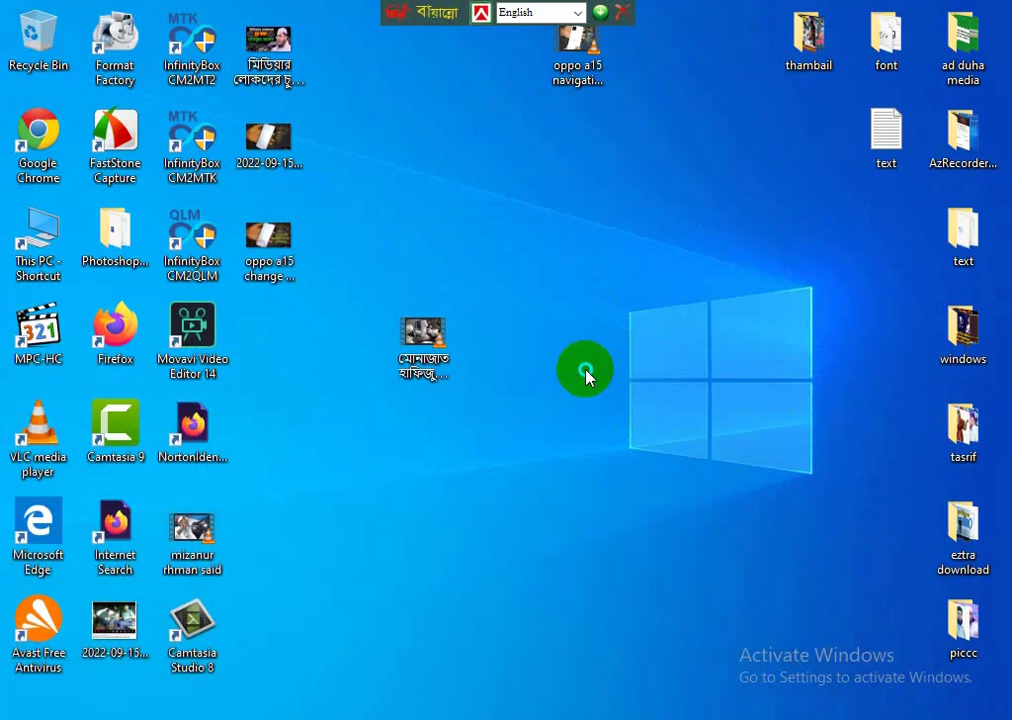 বায়ান্নো
English
Recycle Bin
Format
Factory
MTK
InfinityBox
CM2MT2
মিডিয়ার
লোকদের চু...
oppo a15
navigati...
thambail
font
ad duha
media
Google
Chrome
FastStone
Capture
MTK
InfinityBox
CM2MTK
2022-09-15...
text
AzRecorder...
This PC -
Shortcut
Photoshop...
QLM
InfinityBox
CM2QLM
oppo a15
change ...
text
321
MPC-HC
Firefox
Movavi Video
Editor 14
মোনাজাত
হাফিজু...
windows
VLC media
player
Camtasia 9
NortonIden...
tasrif
Microsoft
Edge
Internet
Search
mizanur
rhman said
eztra
download
Avast Free
Antivirus
2022-09-15...
Camtasia
Studio 8
piccc
Activate Windows
Go to Settings to activate Windows.